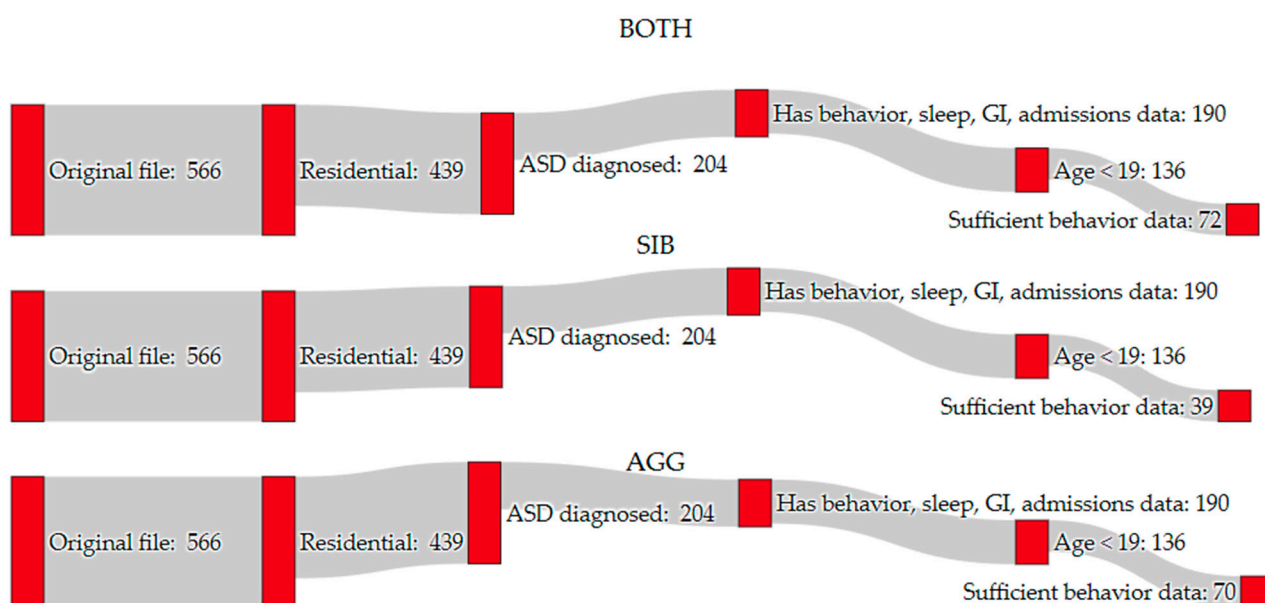 BOTH
Has behavior, sleep, GI, admissions data: 190
Original file: 566
Residential: 439
ASD diagnosed: 204
Age < 19: 136
Sufficient behavior data: 72
SIB
Has behavior, sleep, GI, admissions data: 190
Original file: 566
Residential: 439
ASD diagnosed: 204
Age < 19: 136
Sufficient behavior data: 39
AGG
Has behavior, sleep, GI, admissions data: 190
Original file: 566
Residential: 439
ASD diagnosed: 204
Age < 19: 136
Sufficient behavior data: 70